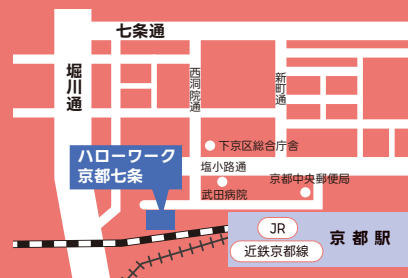 七条通
堀川通
西洞院通
新町通
下京区総合庁舎
ハローワーク
京都七条
塩小路通
京都中央郵便局
武田病院
JR
京都駅
近鉄京都線